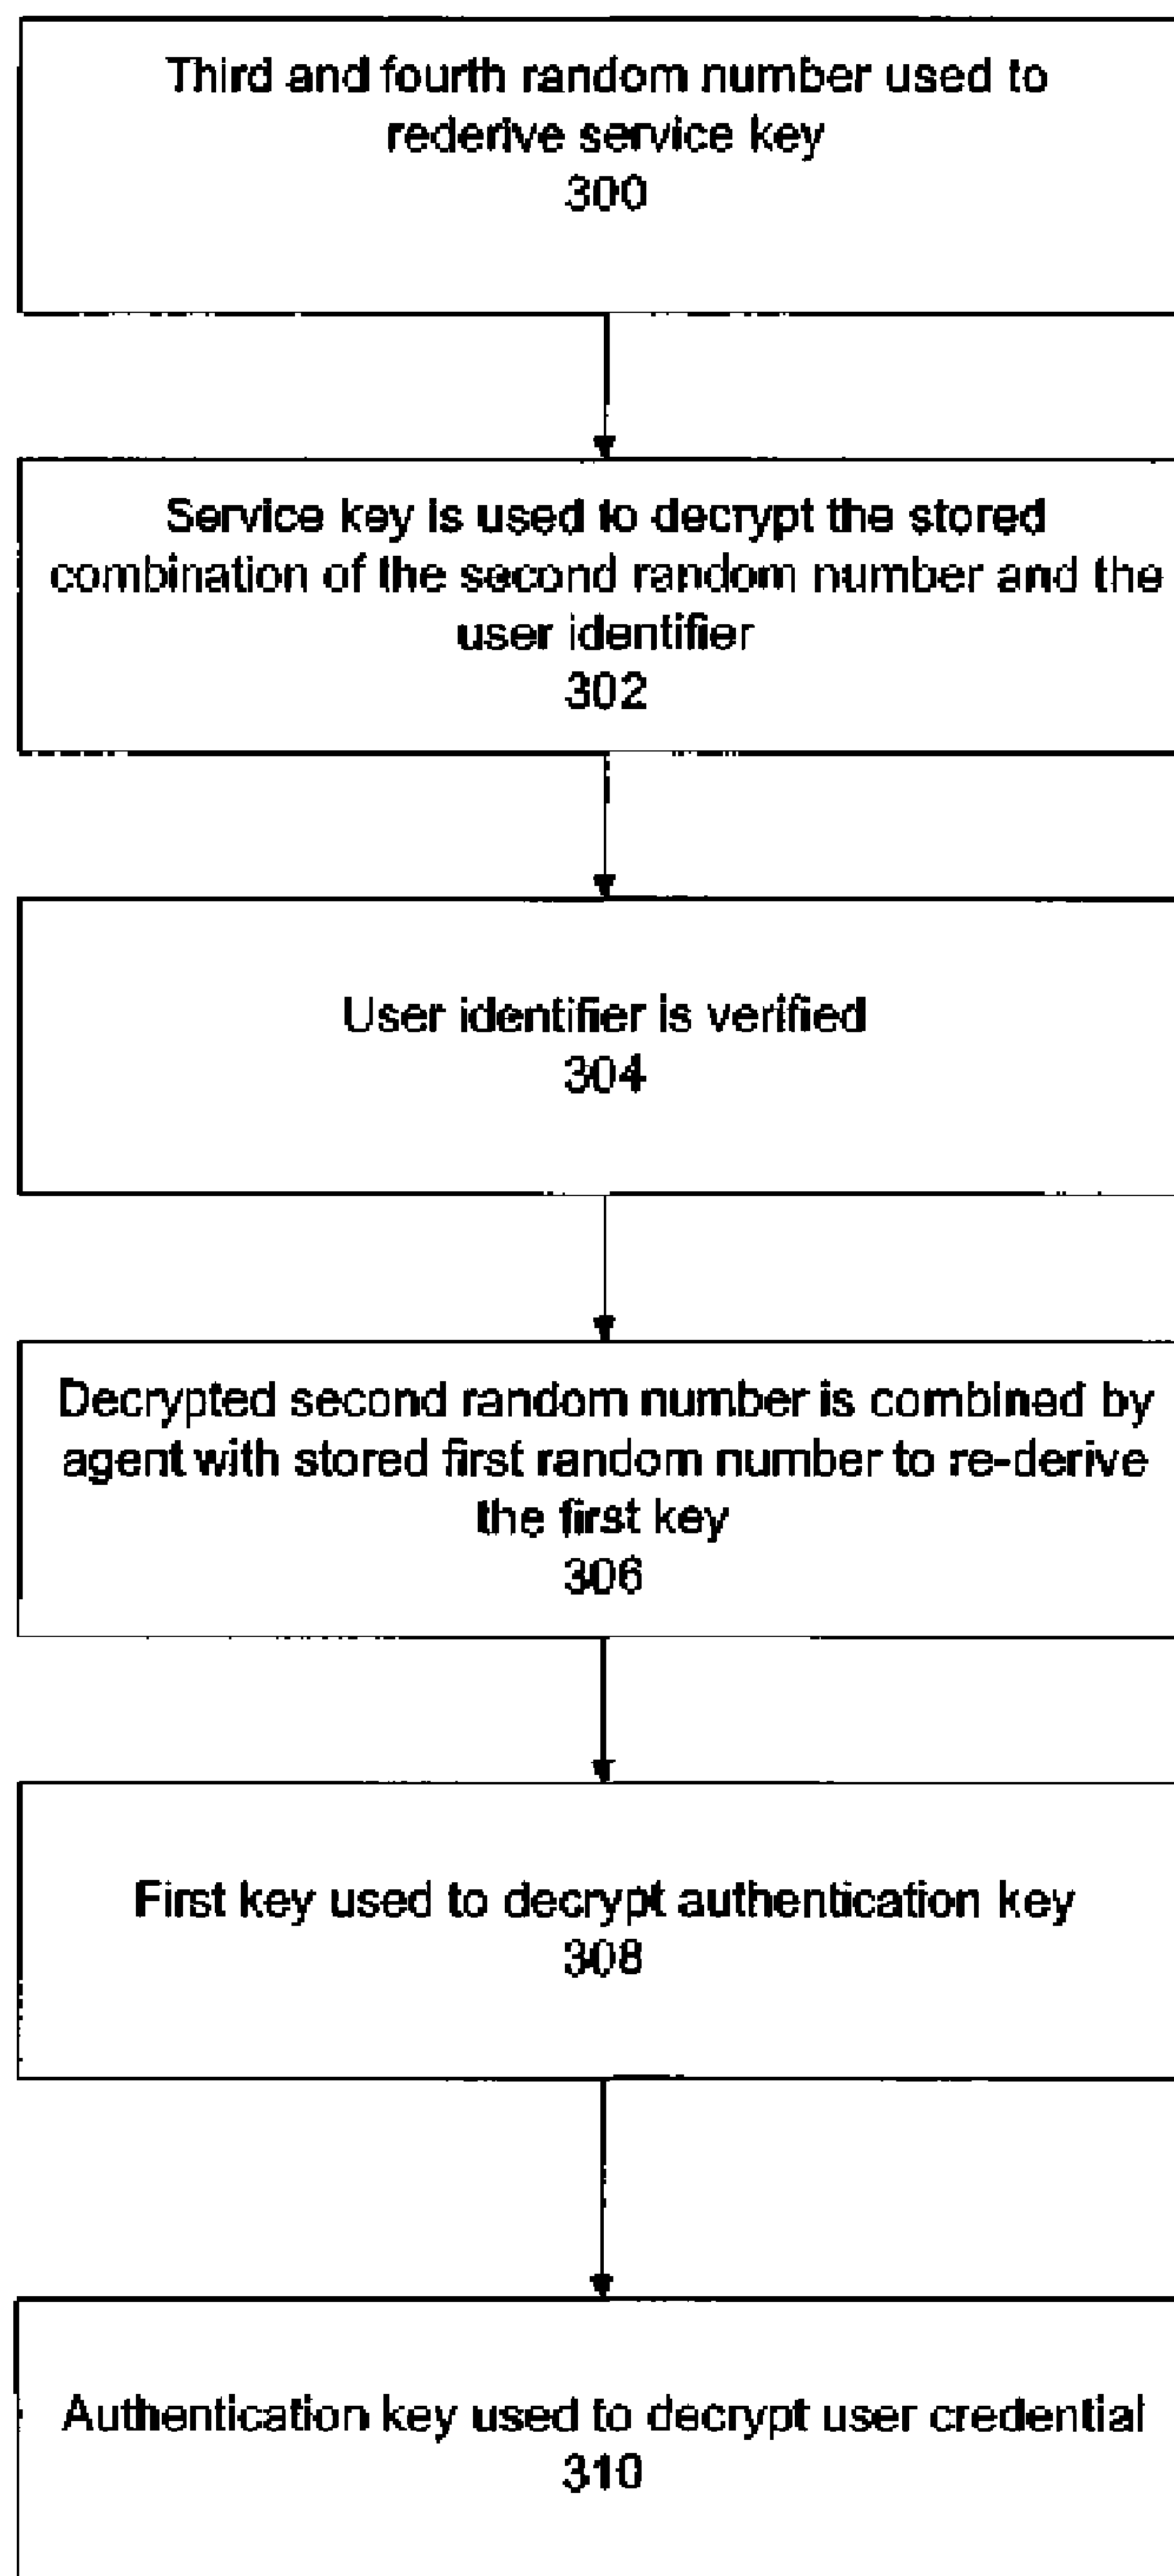 Third and fourth random number used to
rederive service key
300
Service key is used to decrypt the stored
combination of the second random number and the
user identifier
302
User identifier is verified
304
Decrypted second random number is combined by
agent with stored first random number to re-derive
the first key
306
First key used to decrypt authentication key
308
Authentication key used to decrypt user credential
310